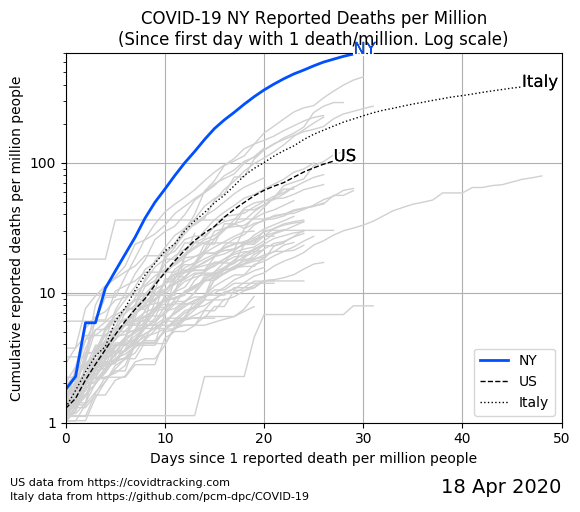 COVID-19 NY Reported Deaths per Million
(Since first day with 1 death/million. Log scale)
NY
Italy
US
100
10
1
Cumulative reported deaths per million people
NY
US
Italy
0
10
20
30
40
50
Days since 1 reported death per million people
US data from https://covidtracking.com
Italy data from https://github.com/pcm-dpc/COVID-19
18 Apr 2020